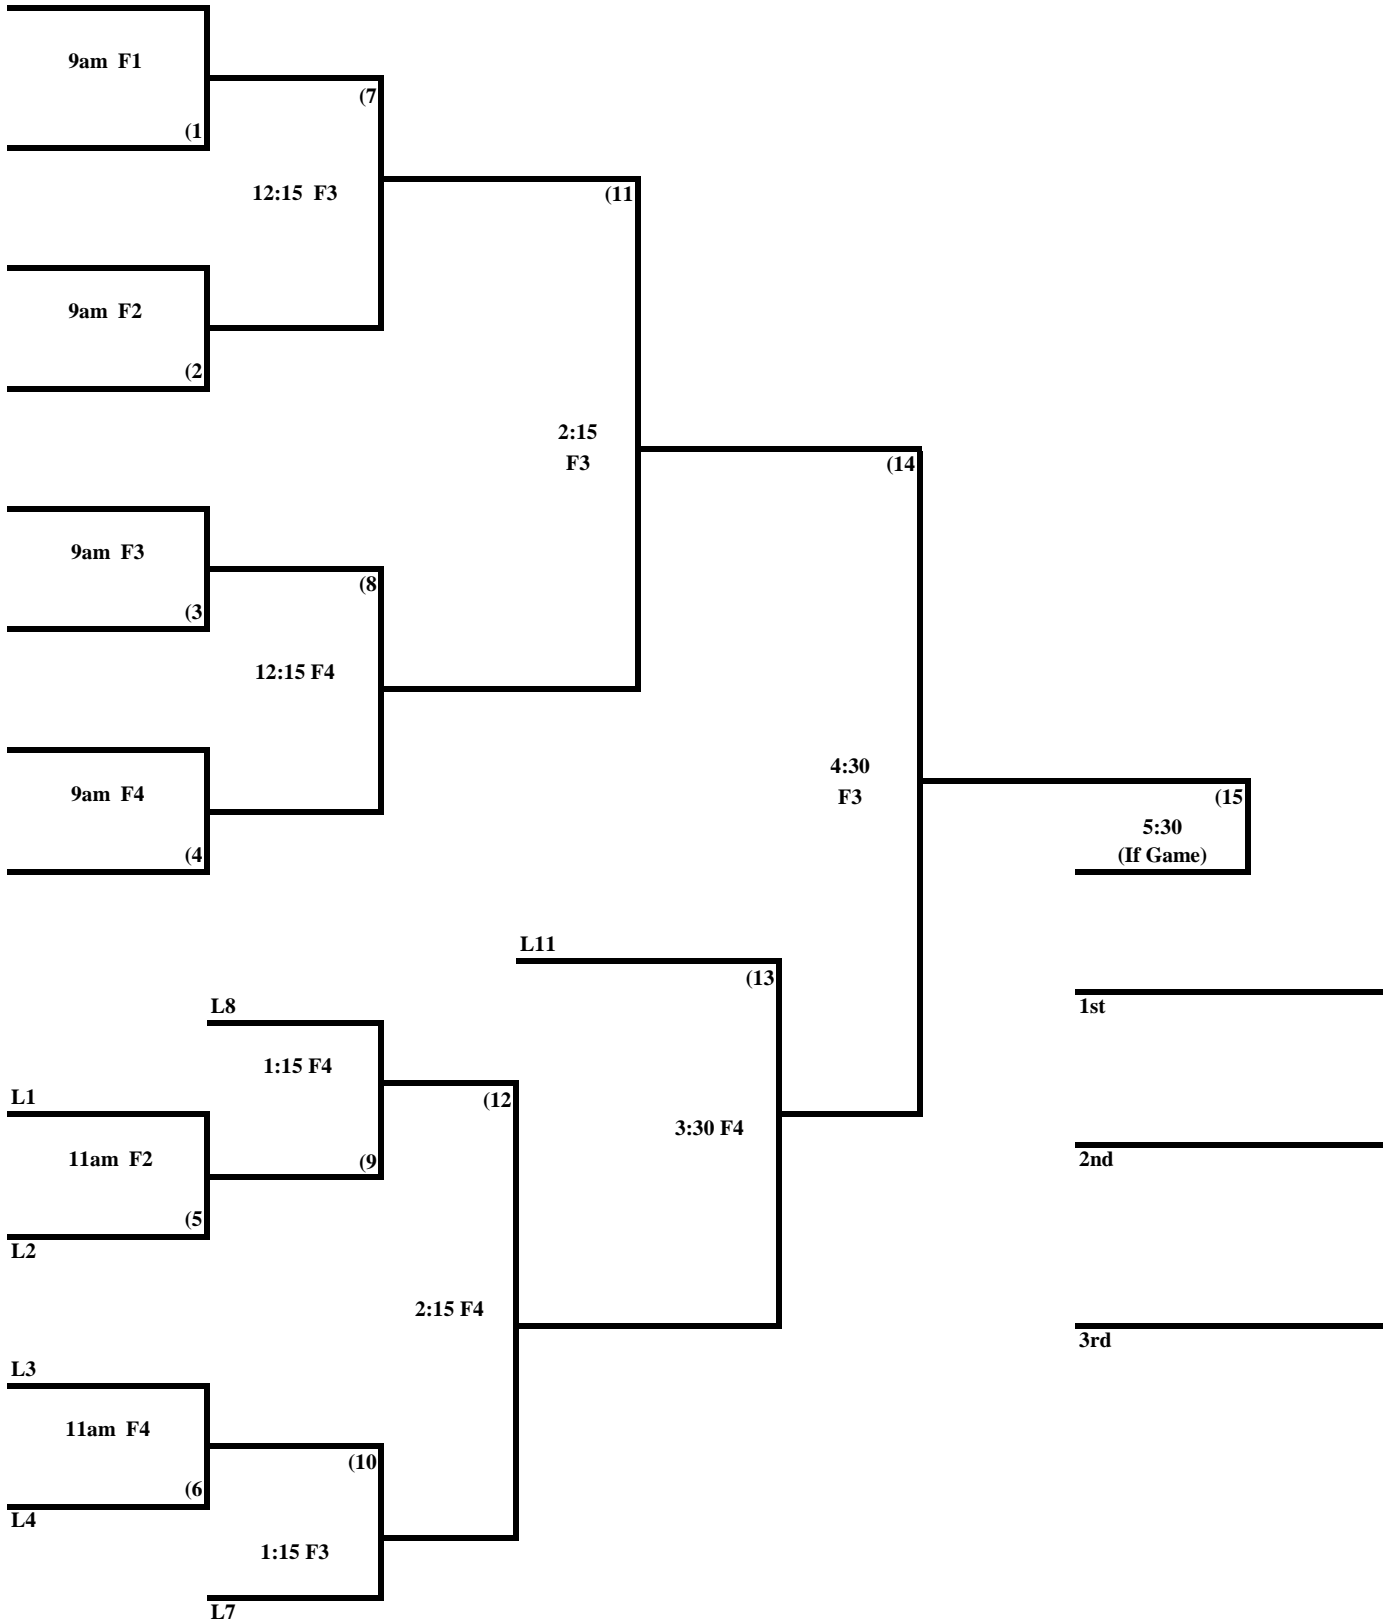 9am F1
(7
(1
12:15 F3
(11
9am F2
(2
2:15
F3
(14
9am F3
(8
(3
12:15 F4
4:30
F3
9am F4
(15
5:30
(4
(If Game)
L11
(13
L8
1st
1:15 F4
L1
(12
3:30 F4
11am F2
(9
2nd
(5
L2
2:15 F4
3rd
L3
11am F4
(10
(6
L4
1:15 F3
L7